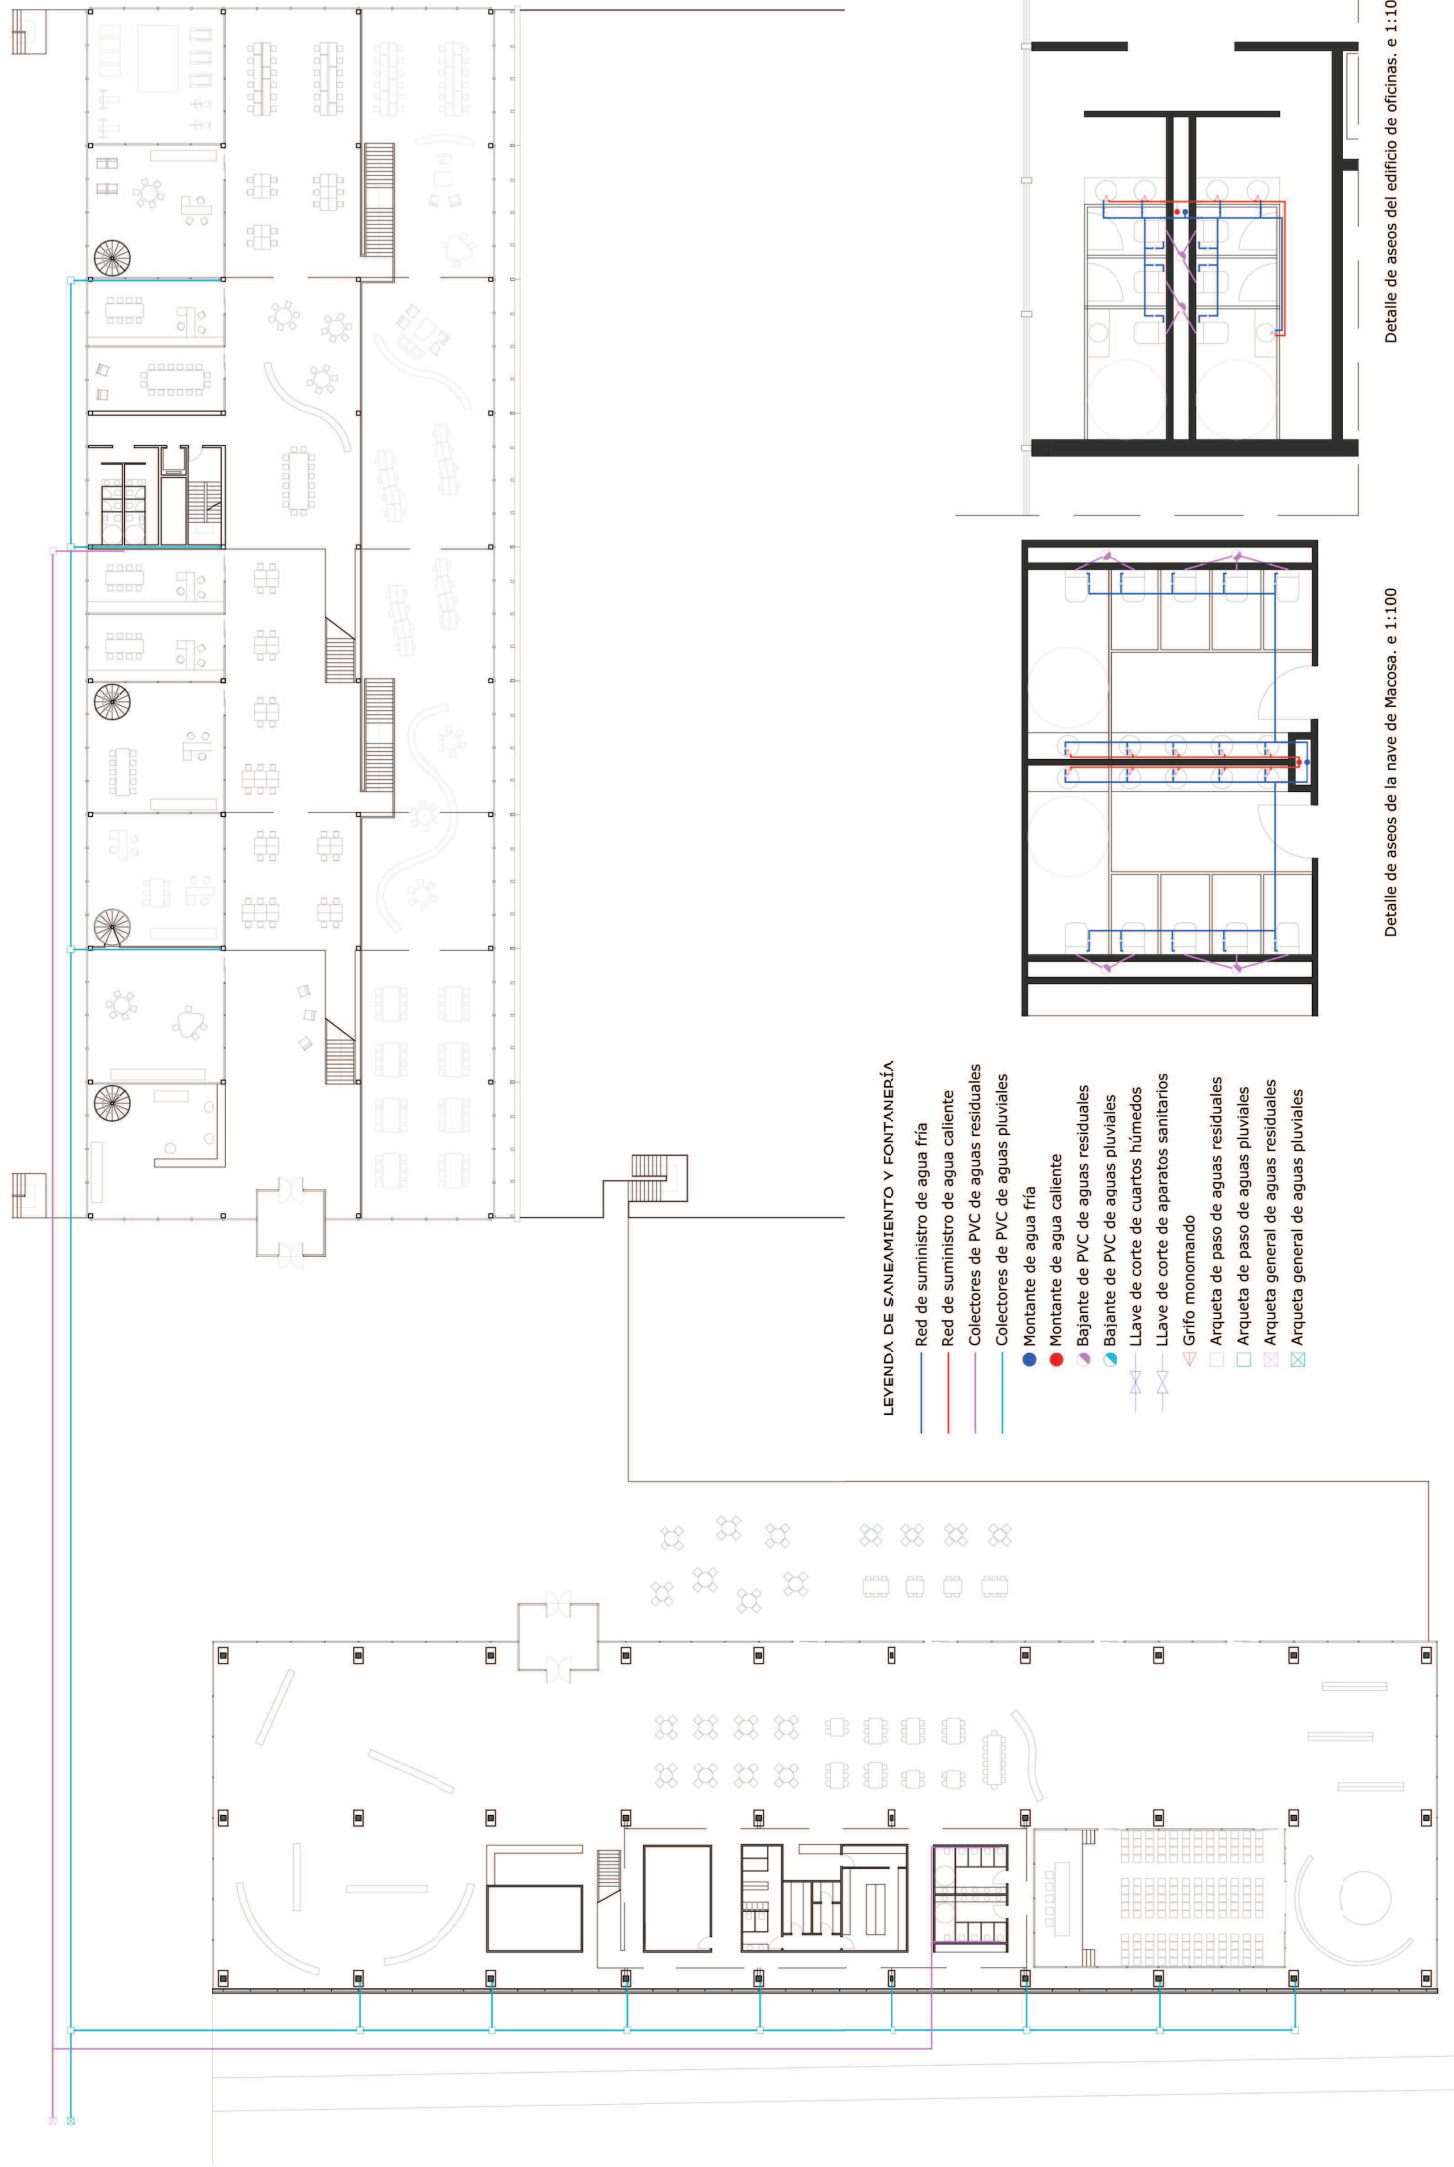 LEYENDA DE SANEAMIENTO Y FONTANERÍA
Red de suministro de agua fría
Red de suministro de agua caliente
Colectores de PVC de aguas residuales
Colectores de PVC de aguas pluviales
Montante de agua fría
Montante de agua caliente
Bajante de PVC de aguas residuales
Bajante de PVC de aguas pluviales
LLave de corte de cuartos húmedos
LLave de corte de aparatos sanitarios
Grifo monomando
Arqueta de paso de aguas residuales
Arqueta de paso de aguas pluviales
Arqueta general de aguas residuales
Arqueta general de aguas pluviales
Detalle de aseos de la nave de Macosa. e 1:100
Detalle de aseos del edificio de oficinas. e 1:10